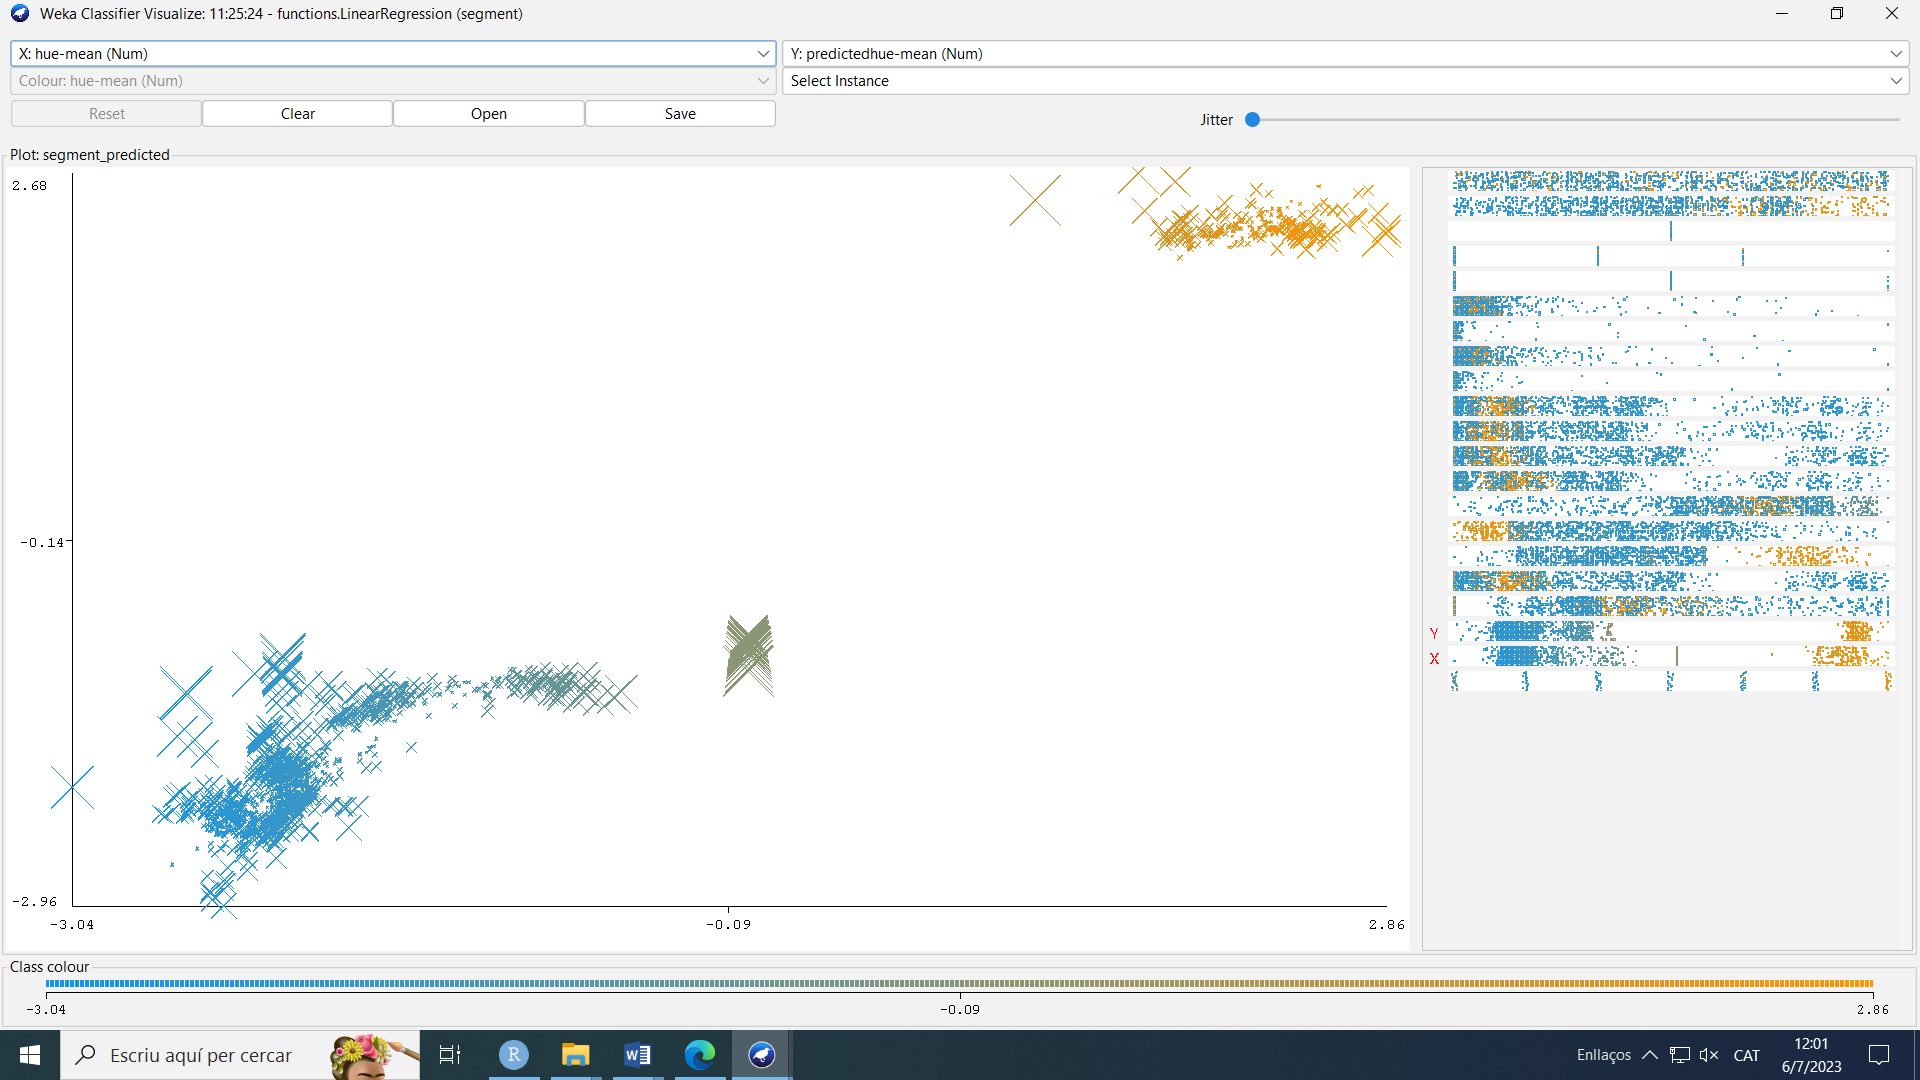 Weka Classifier Visualize: 11:25:24 - functions.LinearRegression (segment)
X: hue-mean (Num)
Y: predictedhue-mean (Num)
Colour: hue-mean (Num)
Select Instance
Reset
Clear
Open
Save
Jitter
Plot: segment_predicted
2.68
-0.14
-2.96
-3.04
-0.09
2.86
Y
X
Class colour
-3.04
-0.09
2.86
Escriu aquí per cercar
R
W
Enllaços
CAT
12:01
6/7/2023